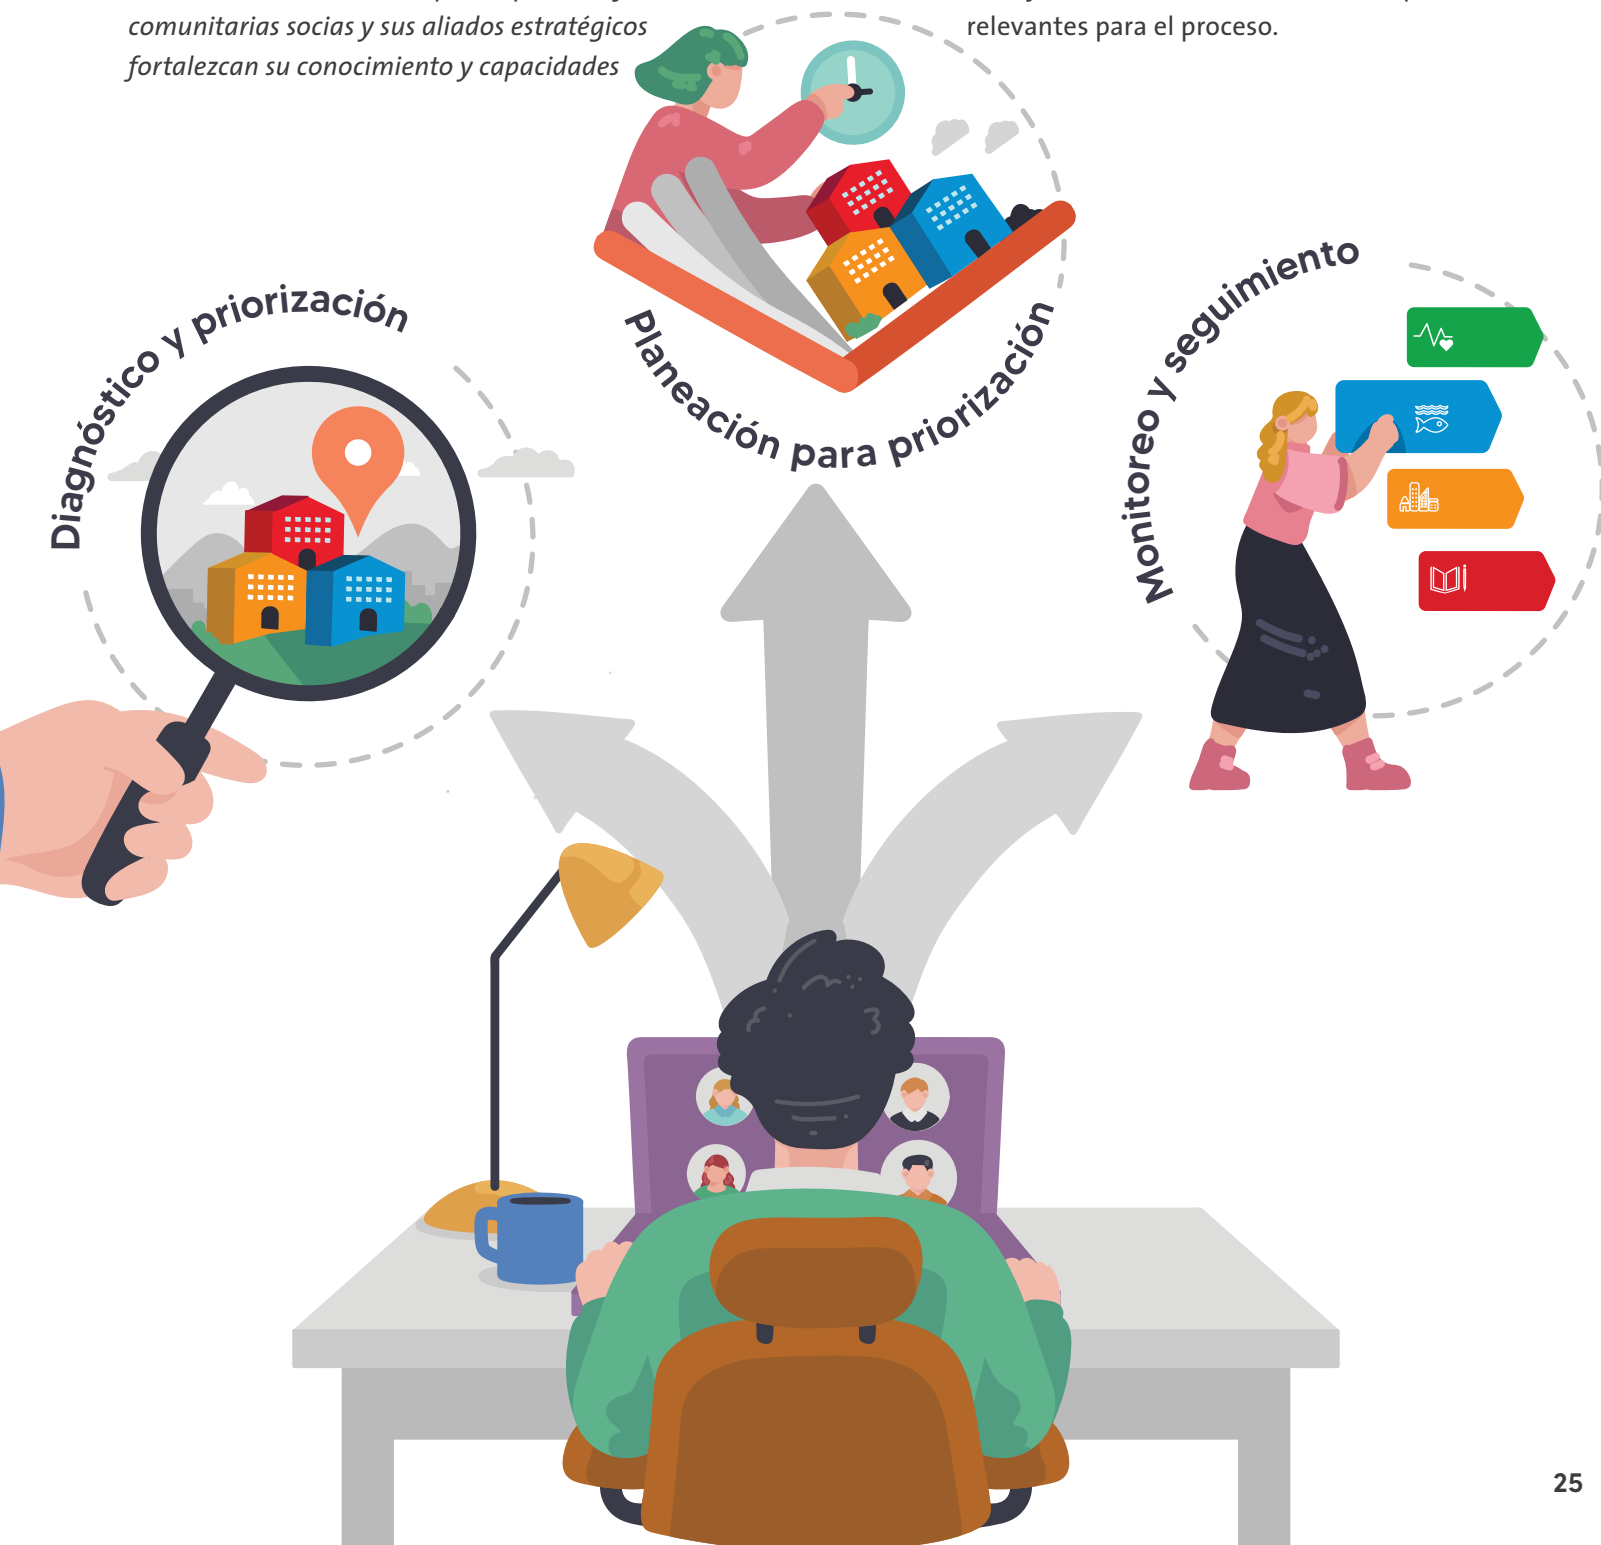 comunitarias socias y sus aliados estratégicos
fortalezcan su conocimiento y capacidades
relevantes para el proceso.
Diagnóstico y priorización
Planeación para priorización
Monitoreo y seguimiento
25